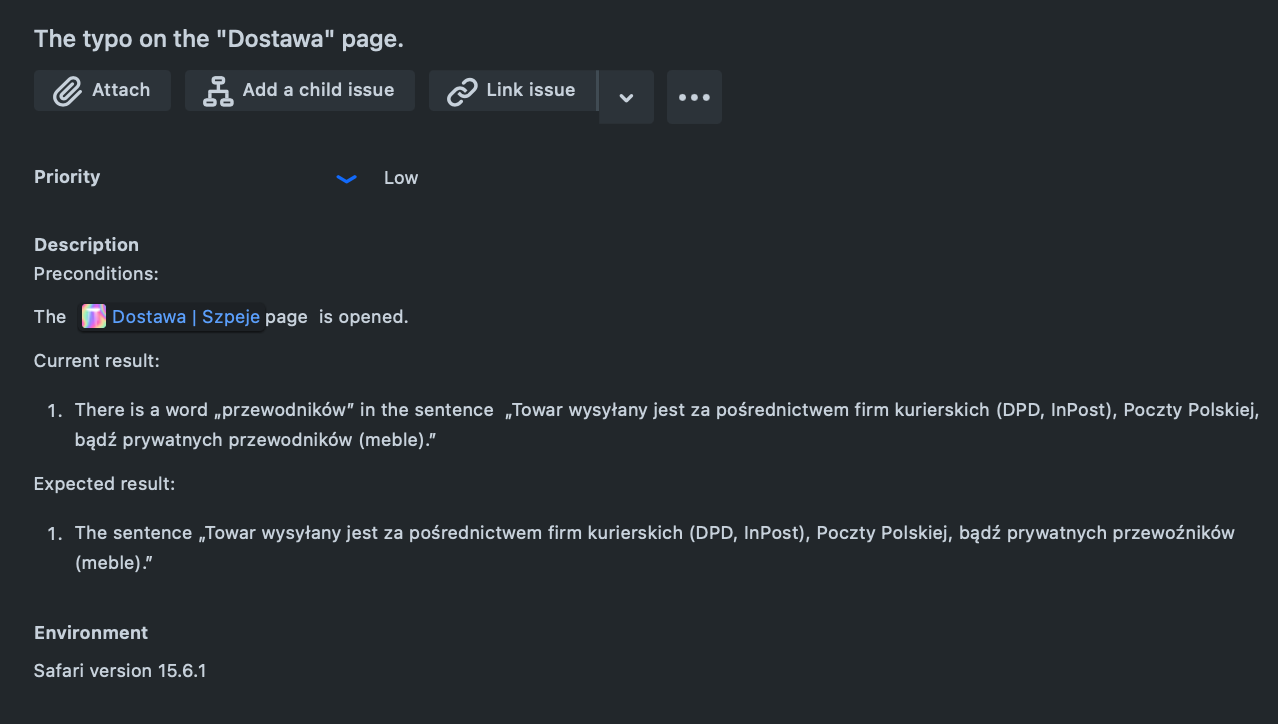 The typo on the "Dostawa" page.
Attach Add a child issue Link issue
Priority Low
Description
Preconditions:
The Dostawa | Szpeje page is opened.
Current result:
1. There is a word „przewodników” in the sentence „Towar wysyłany jest za pośrednictwem firm kurierskich (DPD, InPost), Poczty Polskiej,
bądź prywatnych przewodników (meble).”
Expected result:
1. The sentence „Towar wysyłany jest za pośrednictwem firm kurierskich (DPD, InPost), Poczty Polskiej, bądź prywatnych przewoźników
(meble).”
Environment
Safari version 15.6.1